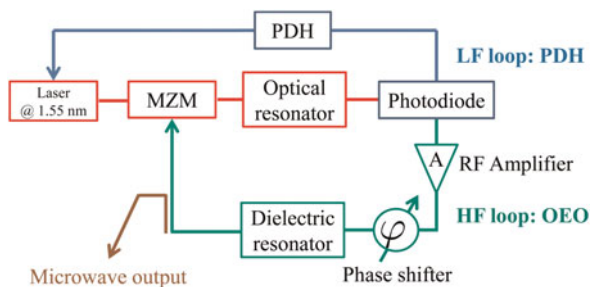 PDH
LF loop: PDH
Laser
@ 1.55 nm
MZM
Optical
resonator
Photodiode
A
RF Amplifier
Dielectric
resonator
φ
HF loop: OEO
Phase shifter
Microwave output